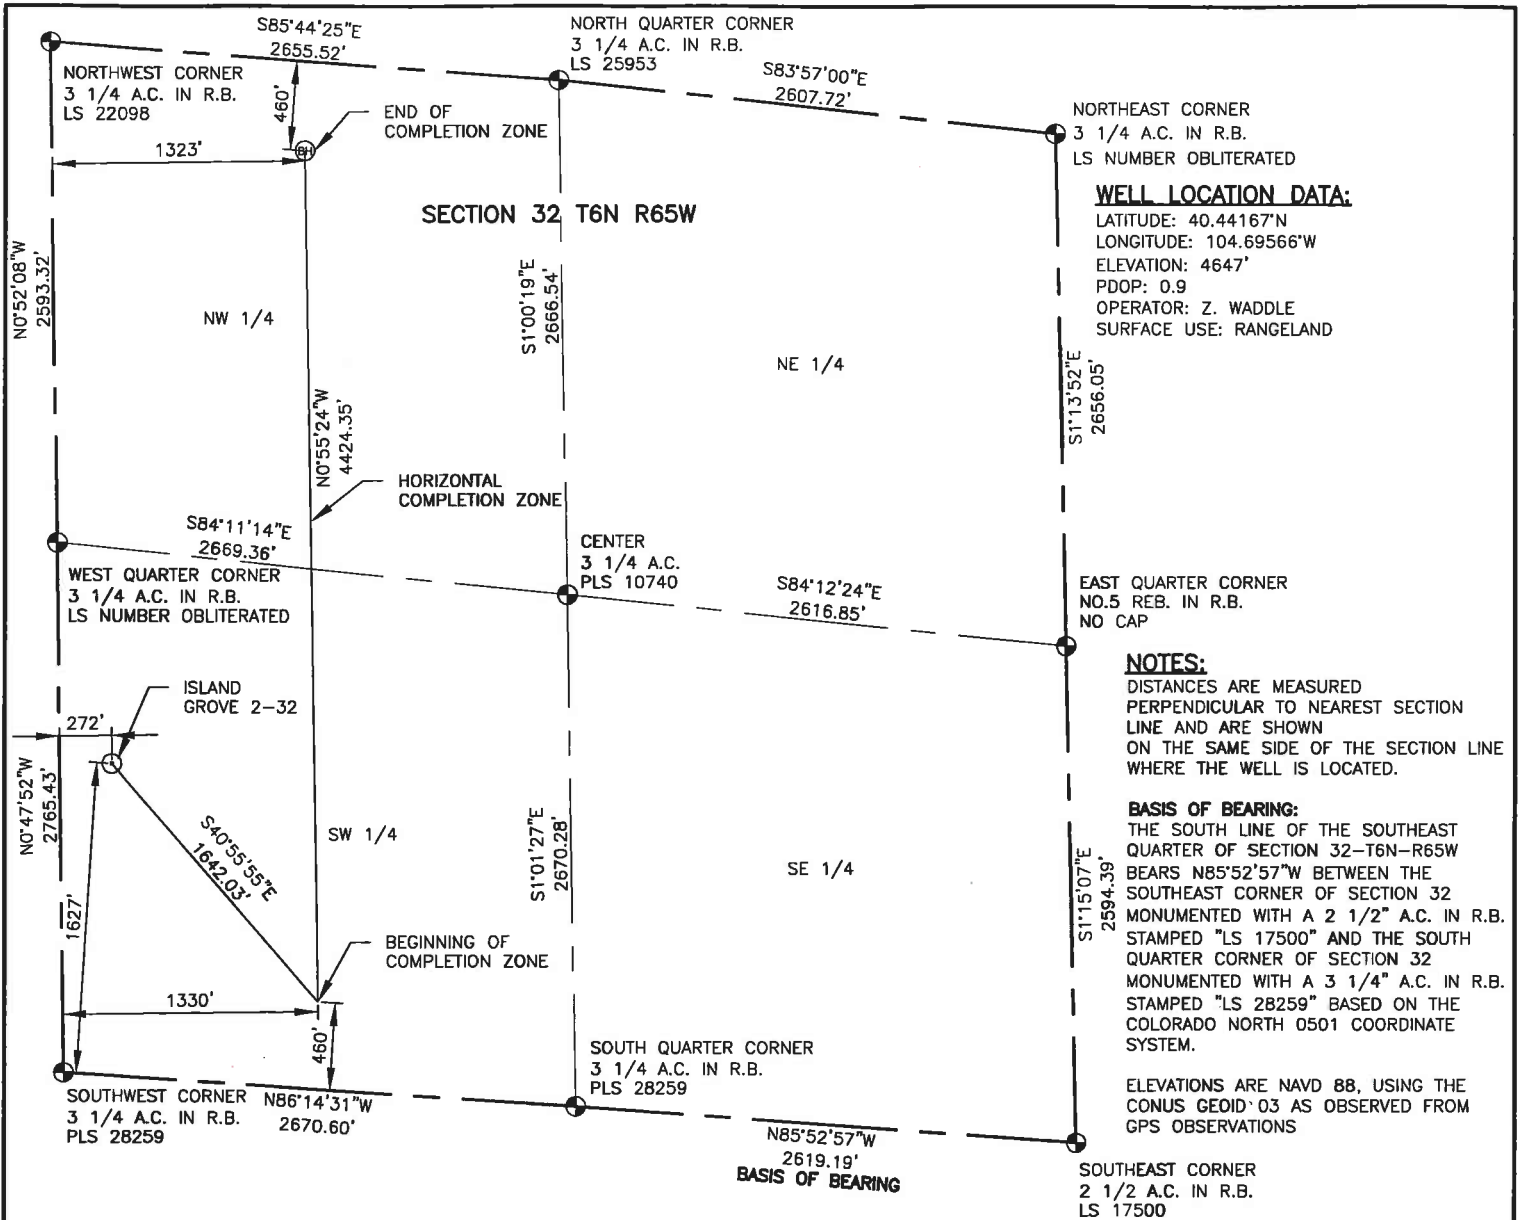 S85°44'25"E
2655.52'
NORTH QUARTER CORNER
3 1/4 A.C. IN R.B.
LS 25953
S83°57'00"E
2607.72'
NORTHWEST CORNER
3 1/4 A.C. IN R.B.
LS 22098
460'
END OF
COMPLETION ZONE
NORTHEAST CORNER
3 1/4 A.C. IN R.B.
LS NUMBER OBLITERATED
1323'
BH
SECTION 32 T6N R65W
WELL LOCATION DATA:
LATITUDE: 40.44167°N
LONGITUDE: 104.69566°W
ELEVATION: 4647'
PDOP: 0.9
OPERATOR: Z. WADDLE
SURFACE USE: RANGELAND
N0°52'08"W
2593.32'
NW 1/4
S1°00'19"E
2666.54'
NE 1/4
S1°13'52"E
2656.05'
N0°55'24"W
4424.35'
HORIZONTAL
COMPLETION ZONE
S84°11'14"E
2669.36'
CENTER
3 1/4 A.C.
PLS 10740
S84°12'24"E
2616.85'
WEST QUARTER CORNER
3 1/4 A.C. IN R.B.
LS NUMBER OBLITERATED
EAST QUARTER CORNER
NO.5 REB. IN R.B.
NO CAP
ISLAND
GROVE 2-32
272'
NOTES:
DISTANCES ARE MEASURED
PERPENDICULAR TO NEAREST SECTION
LINE AND ARE SHOWN
ON THE SAME SIDE OF THE SECTION LINE
WHERE THE WELL IS LOCATED.
N0°47'52"W
2765.43'
S40°55'55"E
1642.03'
SW 1/4
S1°01'27"E
2670.28'
SE 1/4
S1°15'07"E
2594.39'
BASIS OF BEARING:
THE SOUTH LINE OF THE SOUTHEAST
QUARTER OF SECTION 32-T6N-R65W
BEARS N85°52'57"W BETWEEN THE
SOUTHEAST CORNER OF SECTION 32
MONUMENTED WITH A 2 1/2" A.C. IN R.B.
STAMPED "LS 17500" AND THE SOUTH
QUARTER CORNER OF SECTION 32
MONUMENTED WITH A 3 1/4" A.C. IN R.B.
STAMPED "LS 28259" BASED ON THE
COLORADO NORTH 0501 COORDINATE
SYSTEM.
1627'
BEGINNING OF
COMPLETION ZONE
1330'
460'
SOUTH QUARTER CORNER
3 1/4 A.C. IN R.B.
PLS 28259
ELEVATIONS ARE NAVD 88, USING THE
CONUS GEOID'03 AS OBSERVED FROM
GPS OBSERVATIONS
SOUTHWEST CORNER
3 1/4 A.C. IN R.B.
PLS 28259
N86°14'31"W
2670.60'
N85°52'57"W
2619.19'
BASIS OF BEARING
SOUTHEAST CORNER
2 1/2 A.C. IN R.B.
LS 17500